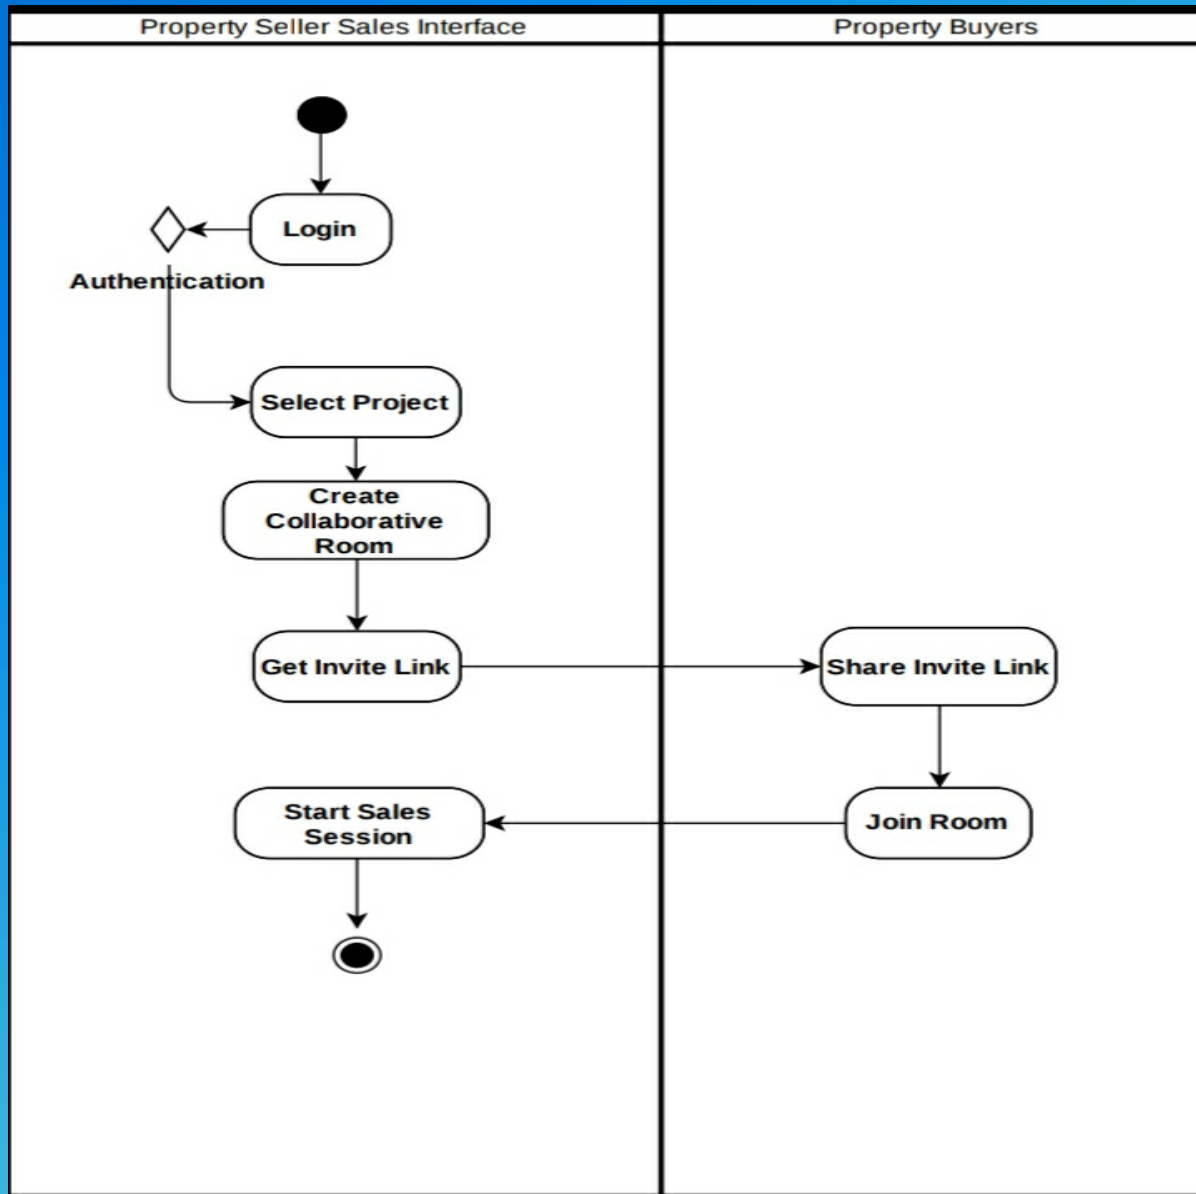 Property Seller Sales Interface
Property Buyers
Login
Authentication
Select Project
Create
Collaborative
Room
Get Invite Link
Share Invite Link
Start Sales
Session
Join Room